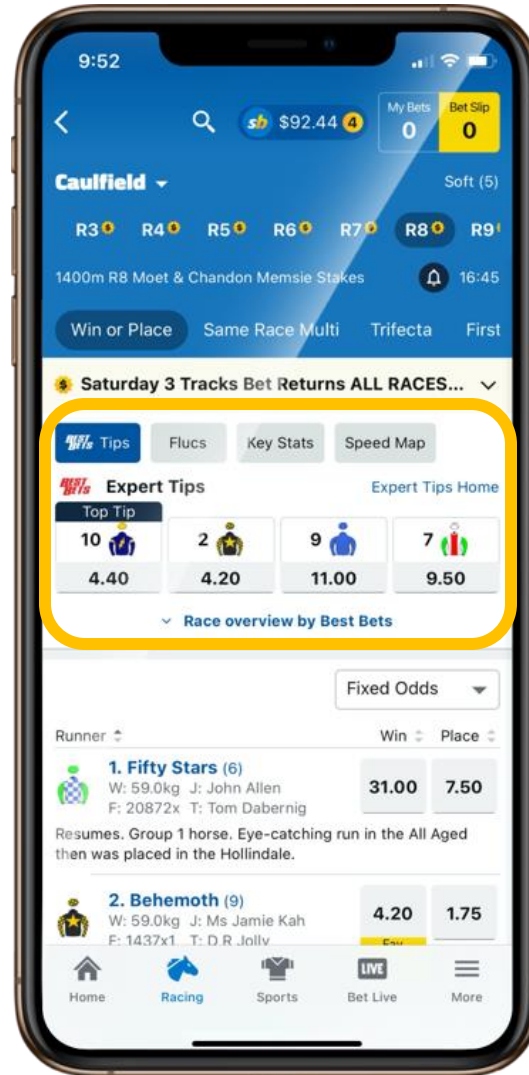 9:52
sb $92.44 4
My Bets 0
Bet Slip 0
Caulfield
Soft (5)
R3 R4 R5 R6 R7 R8 R9
1400m R8 Moet & Chandon Memsie Stakes
16:45
Win or Place Same Race Multi Trifecta First
$ Saturday 3 Tracks Bet Returns ALL RACES...
BEST BETS Tips Flucs Key Stats Speed Map
BEST BETS Expert Tips Expert Tips Home
Top Tip
10 2 9 7
4.40 4.20 11.00 9.50
Race overview by Best Bets
Fixed Odds
Runner Win Place
1. Fifty Stars (6)
W: 59.0kg J: John Allen
F: 20872x T: Tom Dabernig
31.00 7.50
Resumes. Group 1 horse. Eye-catching run in the All Aged
then was placed in the Hollindale.
2. Behemoth (9)
W: 59.0kg J: Ms Jamie Kah
F: 1437x1 T: D R Jolly
4.20 1.75
Fav
Home Racing Sports LIVE Bet Live More